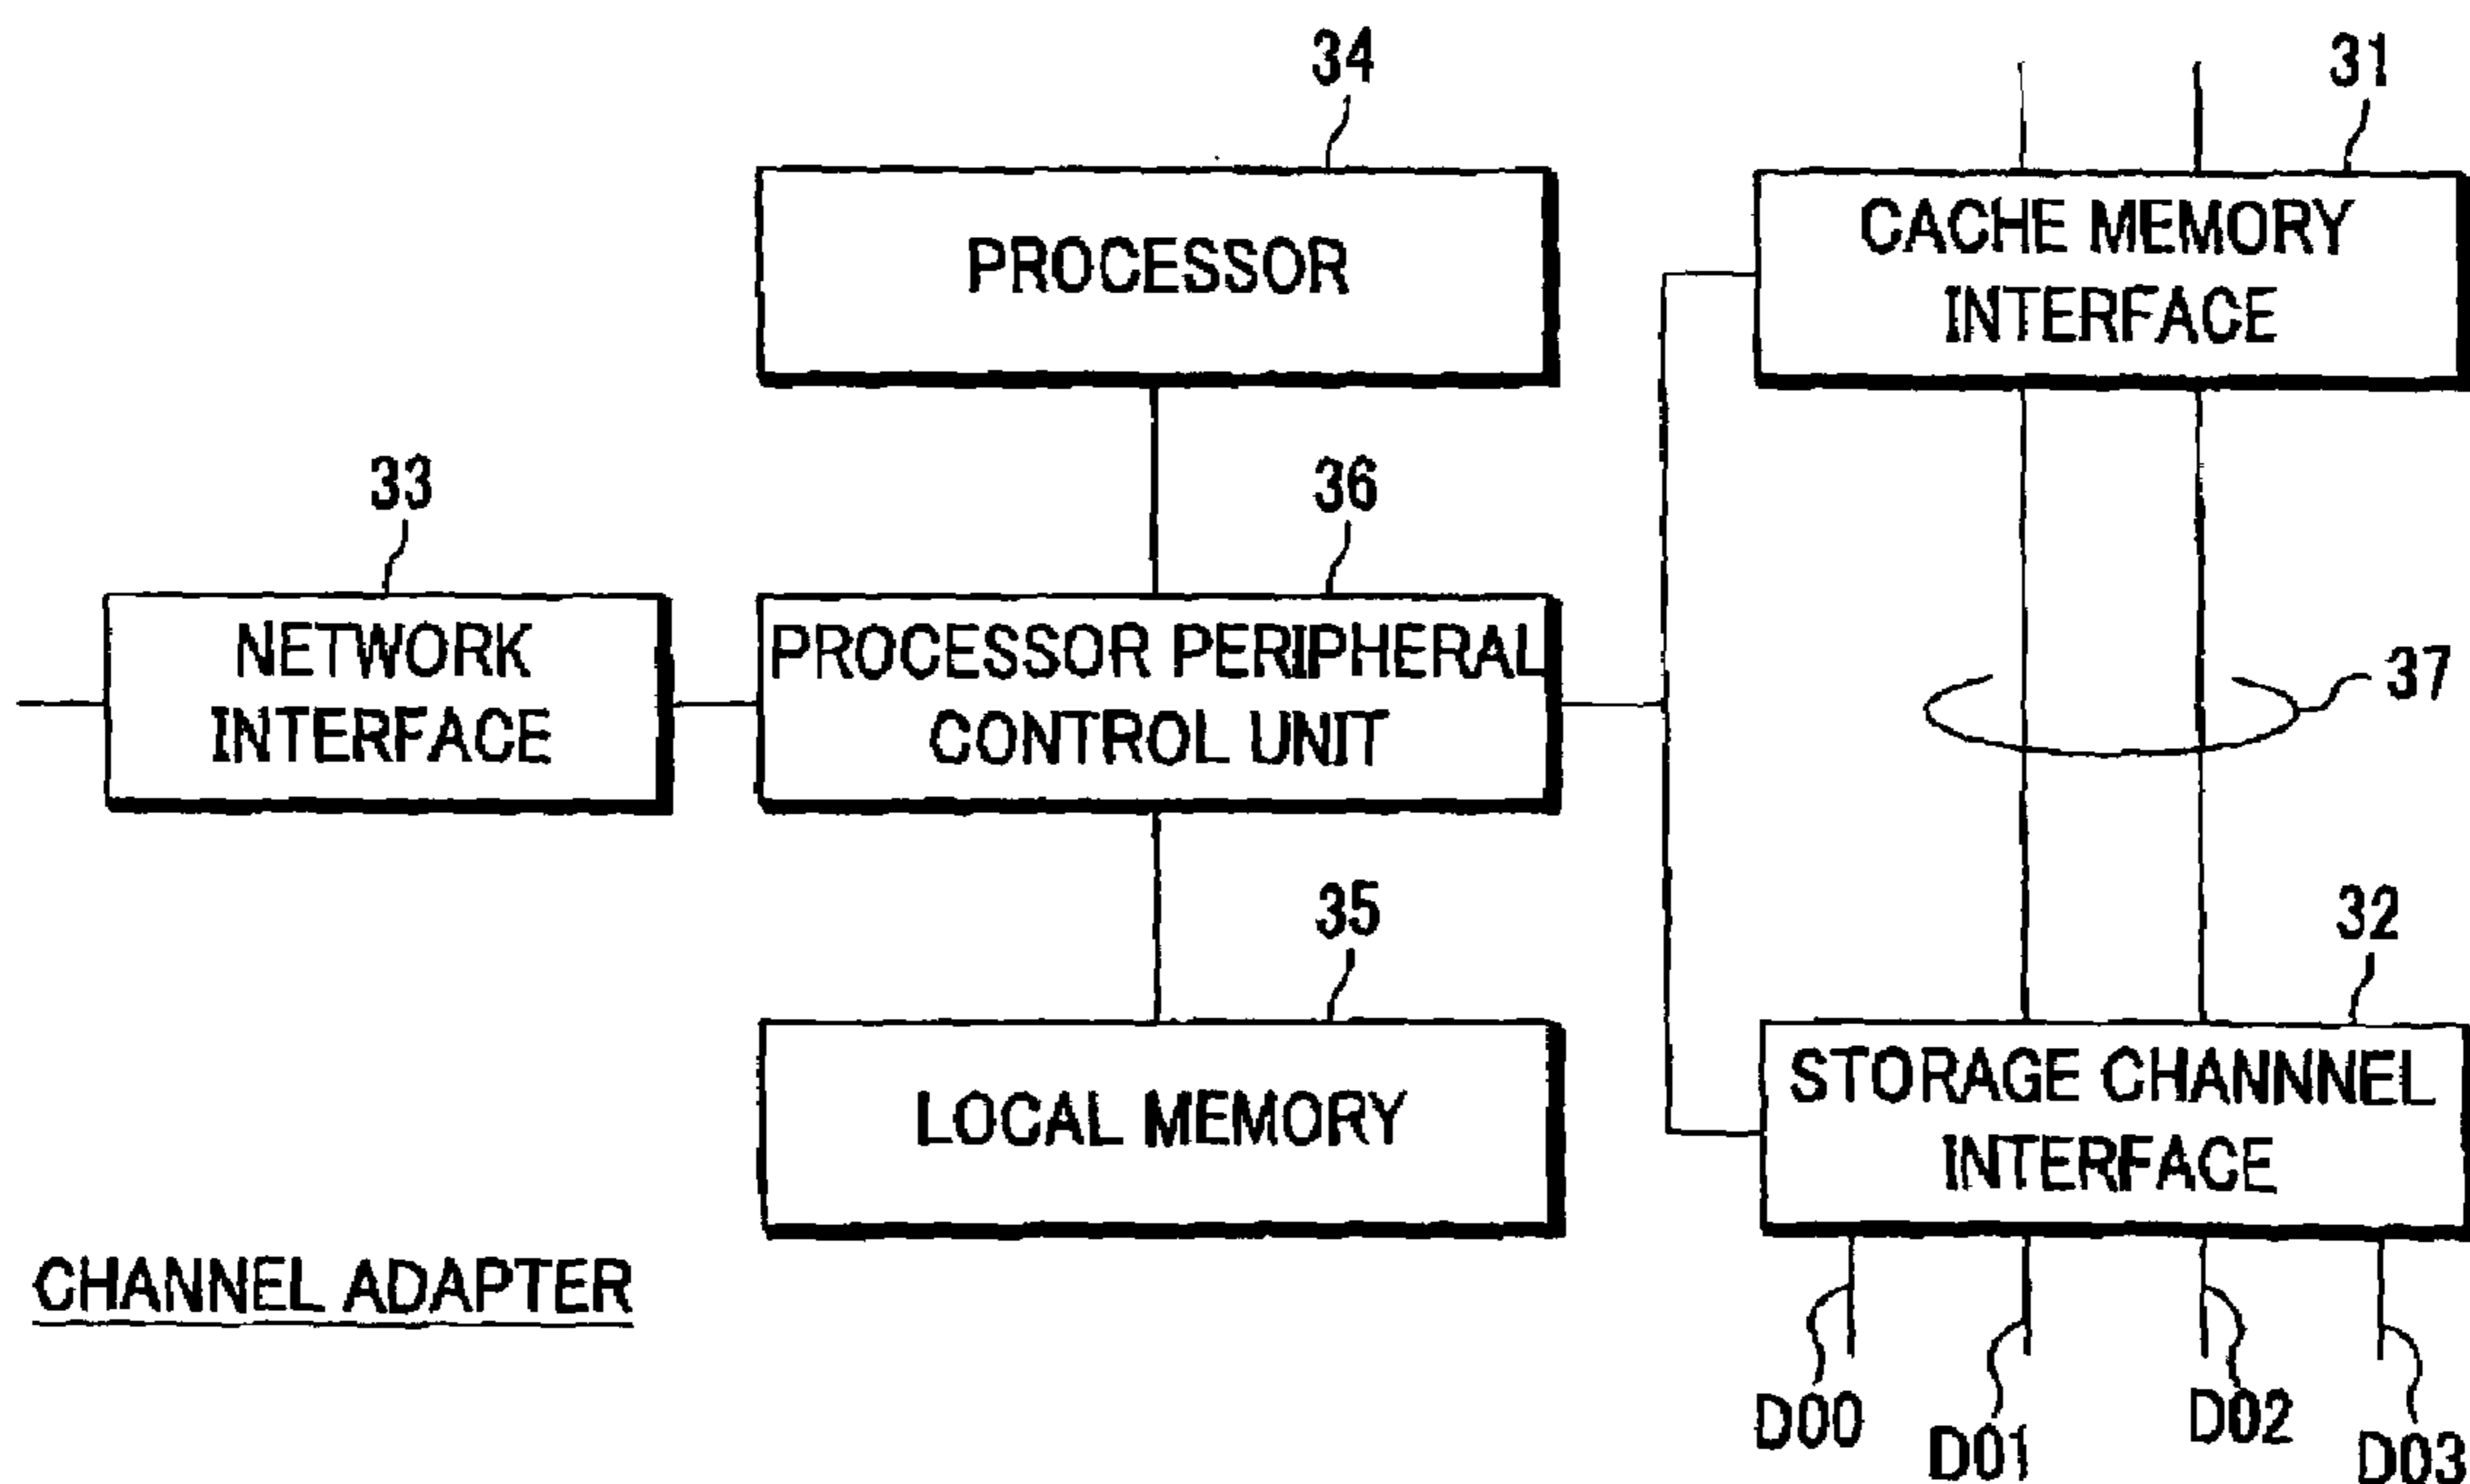 34
31
PROCESSOR
CACHE MEMORY
INTERFACE
33
36
NETWORK
INTERFACE
PROCESSOR PERIPHERAL
CONTROL UNIT
37
35
32
LOCAL MEMORY
STORAGE CHANNNEL
INTERFACE
CHANNEL ADAPTER
D00
D01
D02
D03